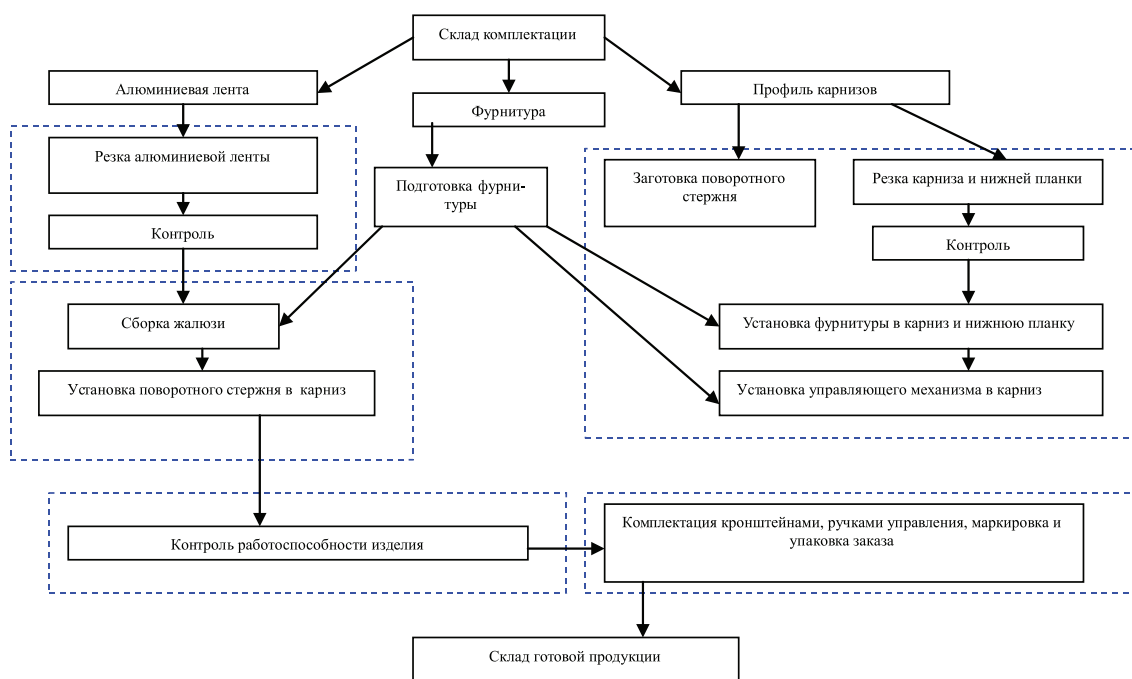 Склад комплектации
Алюминиевая лента
Профиль карнизов
Фурнитура
Резка алюминиевой ленты
Подготовка фурни-
туры
Заготовка поворотного
стержня
Резка карниза и нижней планки
Контроль
Контроль
Сборка жалюзи
Установка фурнитуры в карниз и нижнюю планку
Установка поворотного стержня в карниз
Установка управляющего механизма в карниз
Контроль работоспособности изделия
Комплектация кронштейнами, ручками управления, маркировка и
упаковка заказа
Склад готовой продукции